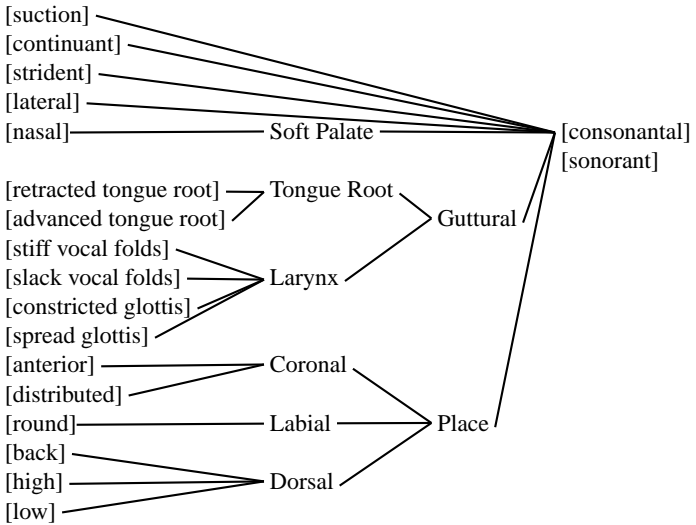 [suction]
[continuant]
[strident]
[lateral]
[nasal] Soft Palate [consonantal]
[sonorant]
[retracted tongue root] Tongue Root
[advanced tongue root] Guttural
[stiff vocal folds]
[slack vocal folds] Larynx
[constricted glottis]
[spread glottis]
[anterior] Coronal
[distributed]
[round] Labial Place
[back]
[high] Dorsal
[low]